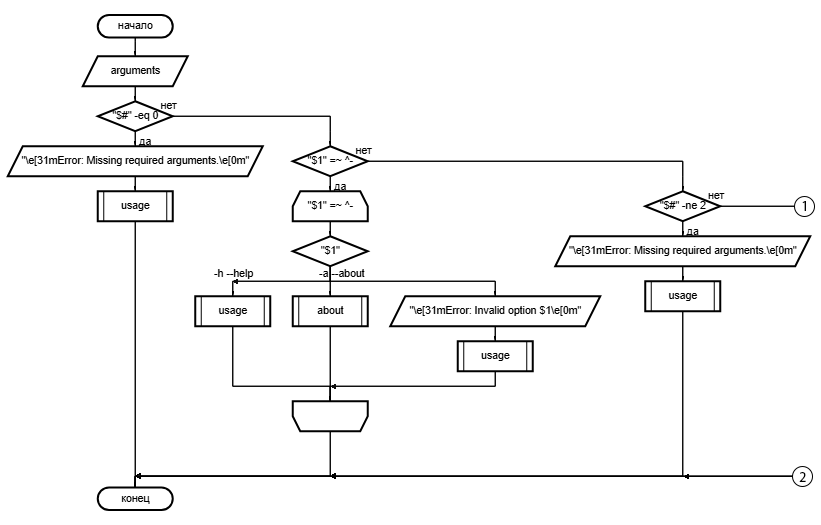 начало
arguments
"$#" -eq 0
нет
да
"\e[31mError: Missing required arguments.\e[0m"
usage
"$1" =~ ^-
нет
да
"$1" =~ ^-
"$1"
-h --help
-a --about
usage
about
"\e[31mError: Invalid option $1\e[0m"
usage
"$#" -ne 2
нет
1
да
"\e[31mError: Missing required arguments.\e[0m"
usage
2
конец